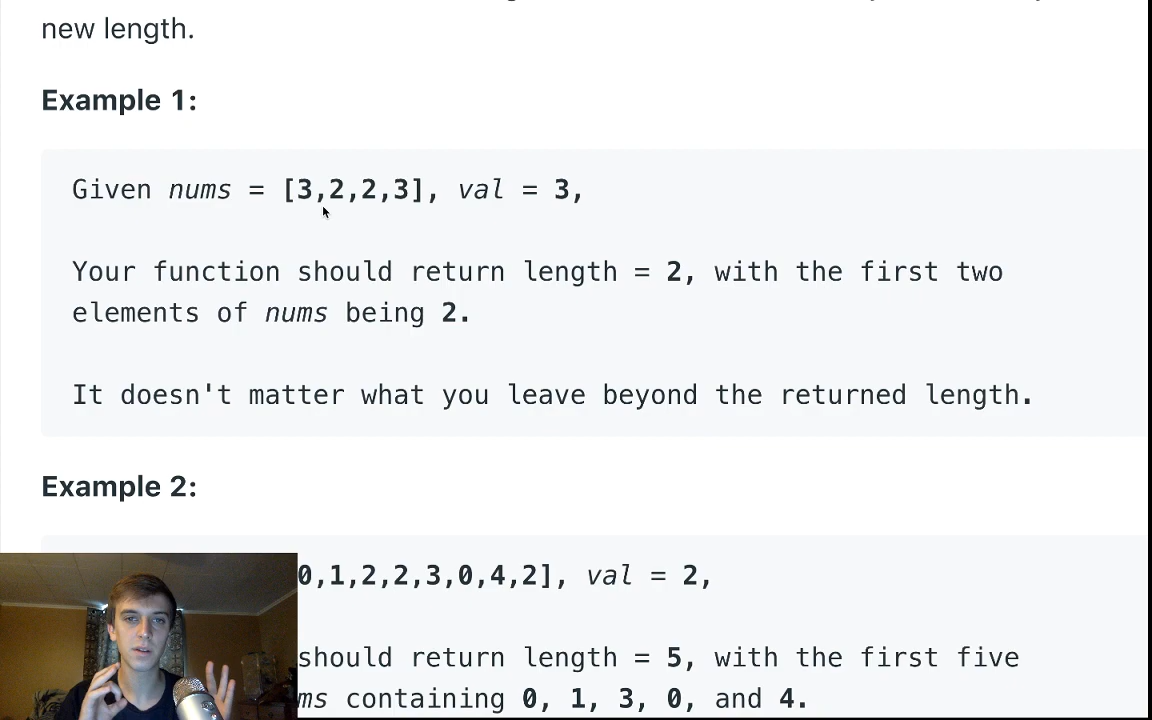 new length.
Example 1:
Given nums = [3,2,2,3], val = 3,
Your function should return length = 2, with the first two
elements of nums being 2.
It doesn't matter what you leave beyond the returned length.
Example 2:
0,1,2,2,3,0,4,2], val = 2,
should return length = 5, with the first five
ms containing 0, 1, 3, 0, and 4.